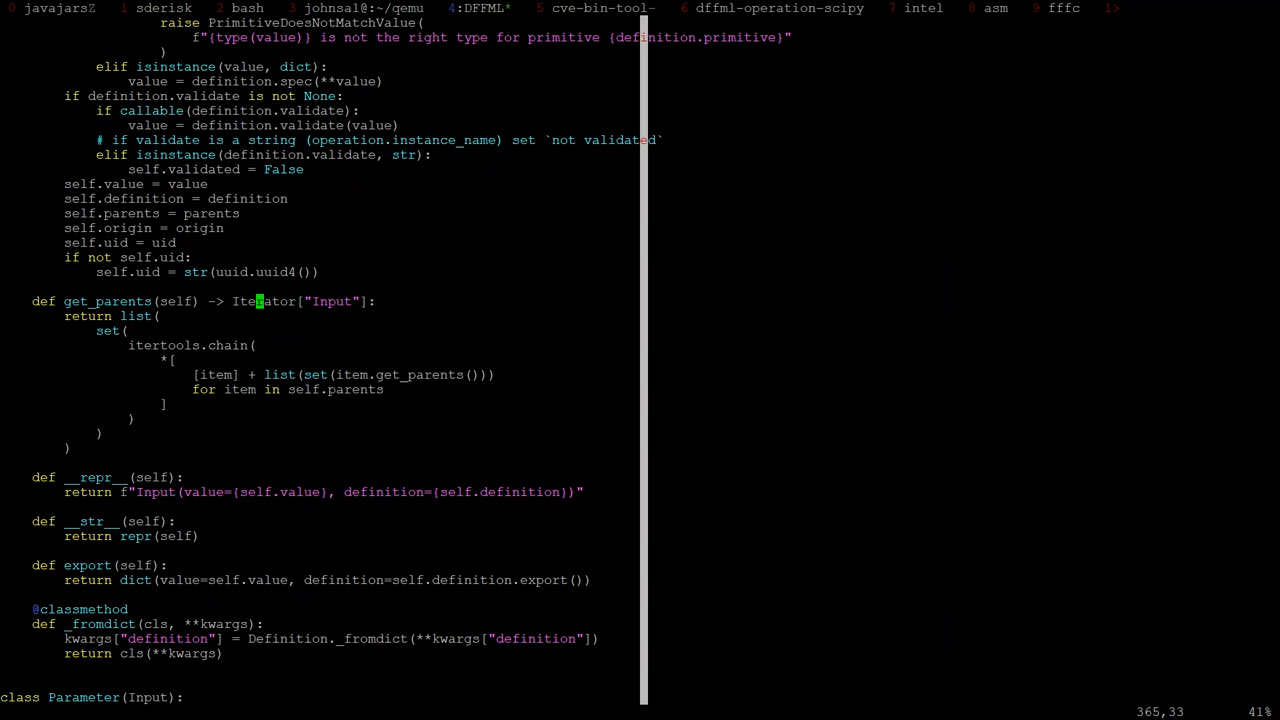 0 javajarsZ 1 sderisk 2 bash 3 johnsa1@:~/qemu 4:DFFML* 5 cve-bin-tool- 6 dffml-operation-scipy 7 intel 8 asm 9 fffc 1>
raise PrimitiveDoesNotMatchValue(
f"{type(value)} is not the right type for primitive {definition.primitive}"
)
elif isinstance(value, dict):
value = definition.spec(**value)
if definition.validate is not None:
if callable(definition.validate):
value = definition.validate(value)
# if validate is a string (operation.instance_name) set `not validated`
elif isinstance(definition.validate, str):
self.validated = False
self.value = value
self.definition = definition
self.parents = parents
self.origin = origin
self.uid = uid
if not self.uid:
self.uid = str(uuid.uuid4())
def get_parents(self) -> Iterator["Input"]:
return list(
set(
itertools.chain(
*[
[item] + list(set(item.get_parents()))
for item in self.parents
]
)
)
)
def __repr__(self):
return f"Input(value={self.value}, definition={self.definition})"
def __str__(self):
return repr(self)
def export(self):
return dict(value=self.value, definition=self.definition.export())
@classmethod
def _fromdict(cls, **kwargs):
kwargs["definition"] = Definition._fromdict(**kwargs["definition"])
return cls(**kwargs)
class Parameter(Input):
365,33 41%